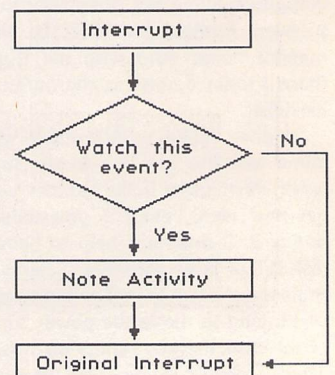 Interrupt
Watch this
event?
No
Yes
Note Activity
Original Interrupt